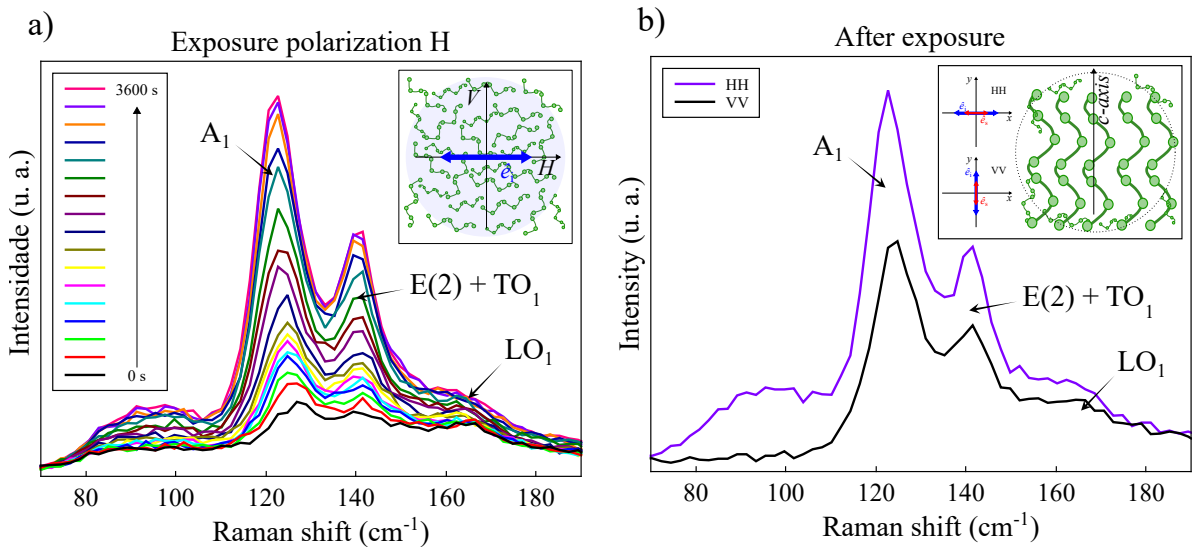 a)
Exposure polarization H
Intensidade (u. a.)
3600 s
0 s
A1
E(2) + TO1
LO1
V
H
ê1
80 100 120 140 160 180
Raman shift (cm-1)
b)
After exposure
Intensity (u. a.)
HH
VV
A1
E(2) + TO1
LO1
y
HH
x
y
VV
x
c-axis
80 100 120 140 160 180
Raman shift (cm-1)